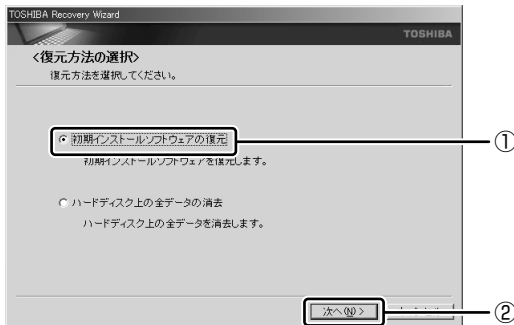 TOSHIBA Recovery Wizard
TOSHIBA
<復元方法の選択>
復元方法を選択してください。
初期インストールソフトウェアの復元
①
初期インストールソフトウェアを復元します。
ハードディスク上の全データの消去
ハードディスク上の全データを消去します。
次へ(N) >
②